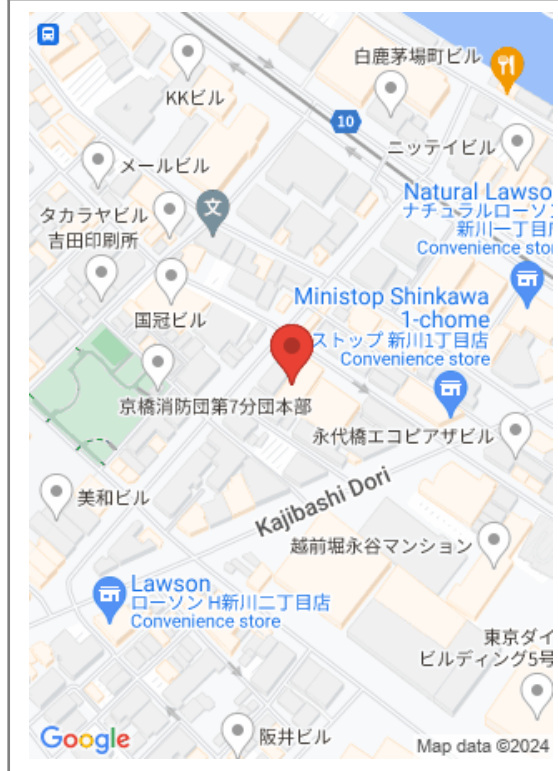 白鹿茅場町ビル
KKビル
10
ニッテイビル
メールビル
文
Natural Lawso
ナチュラルローソン
新川一丁目店
Convenience stor
タカラヤビル
吉田印刷所
国冠ビル
Ministop Shinkawa
1-chome
ストップ 新川1丁目店
Convenience store
京橋消防団第7分団本部
永代橋エコピアザビル
美和ビル
Kajibashi Dori
越前堀永谷マンション
Lawson
ローソン H新川二丁目店
Convenience store
東京ダイ
ビルディング5号
阪井ビル
Google
Map data ©2024